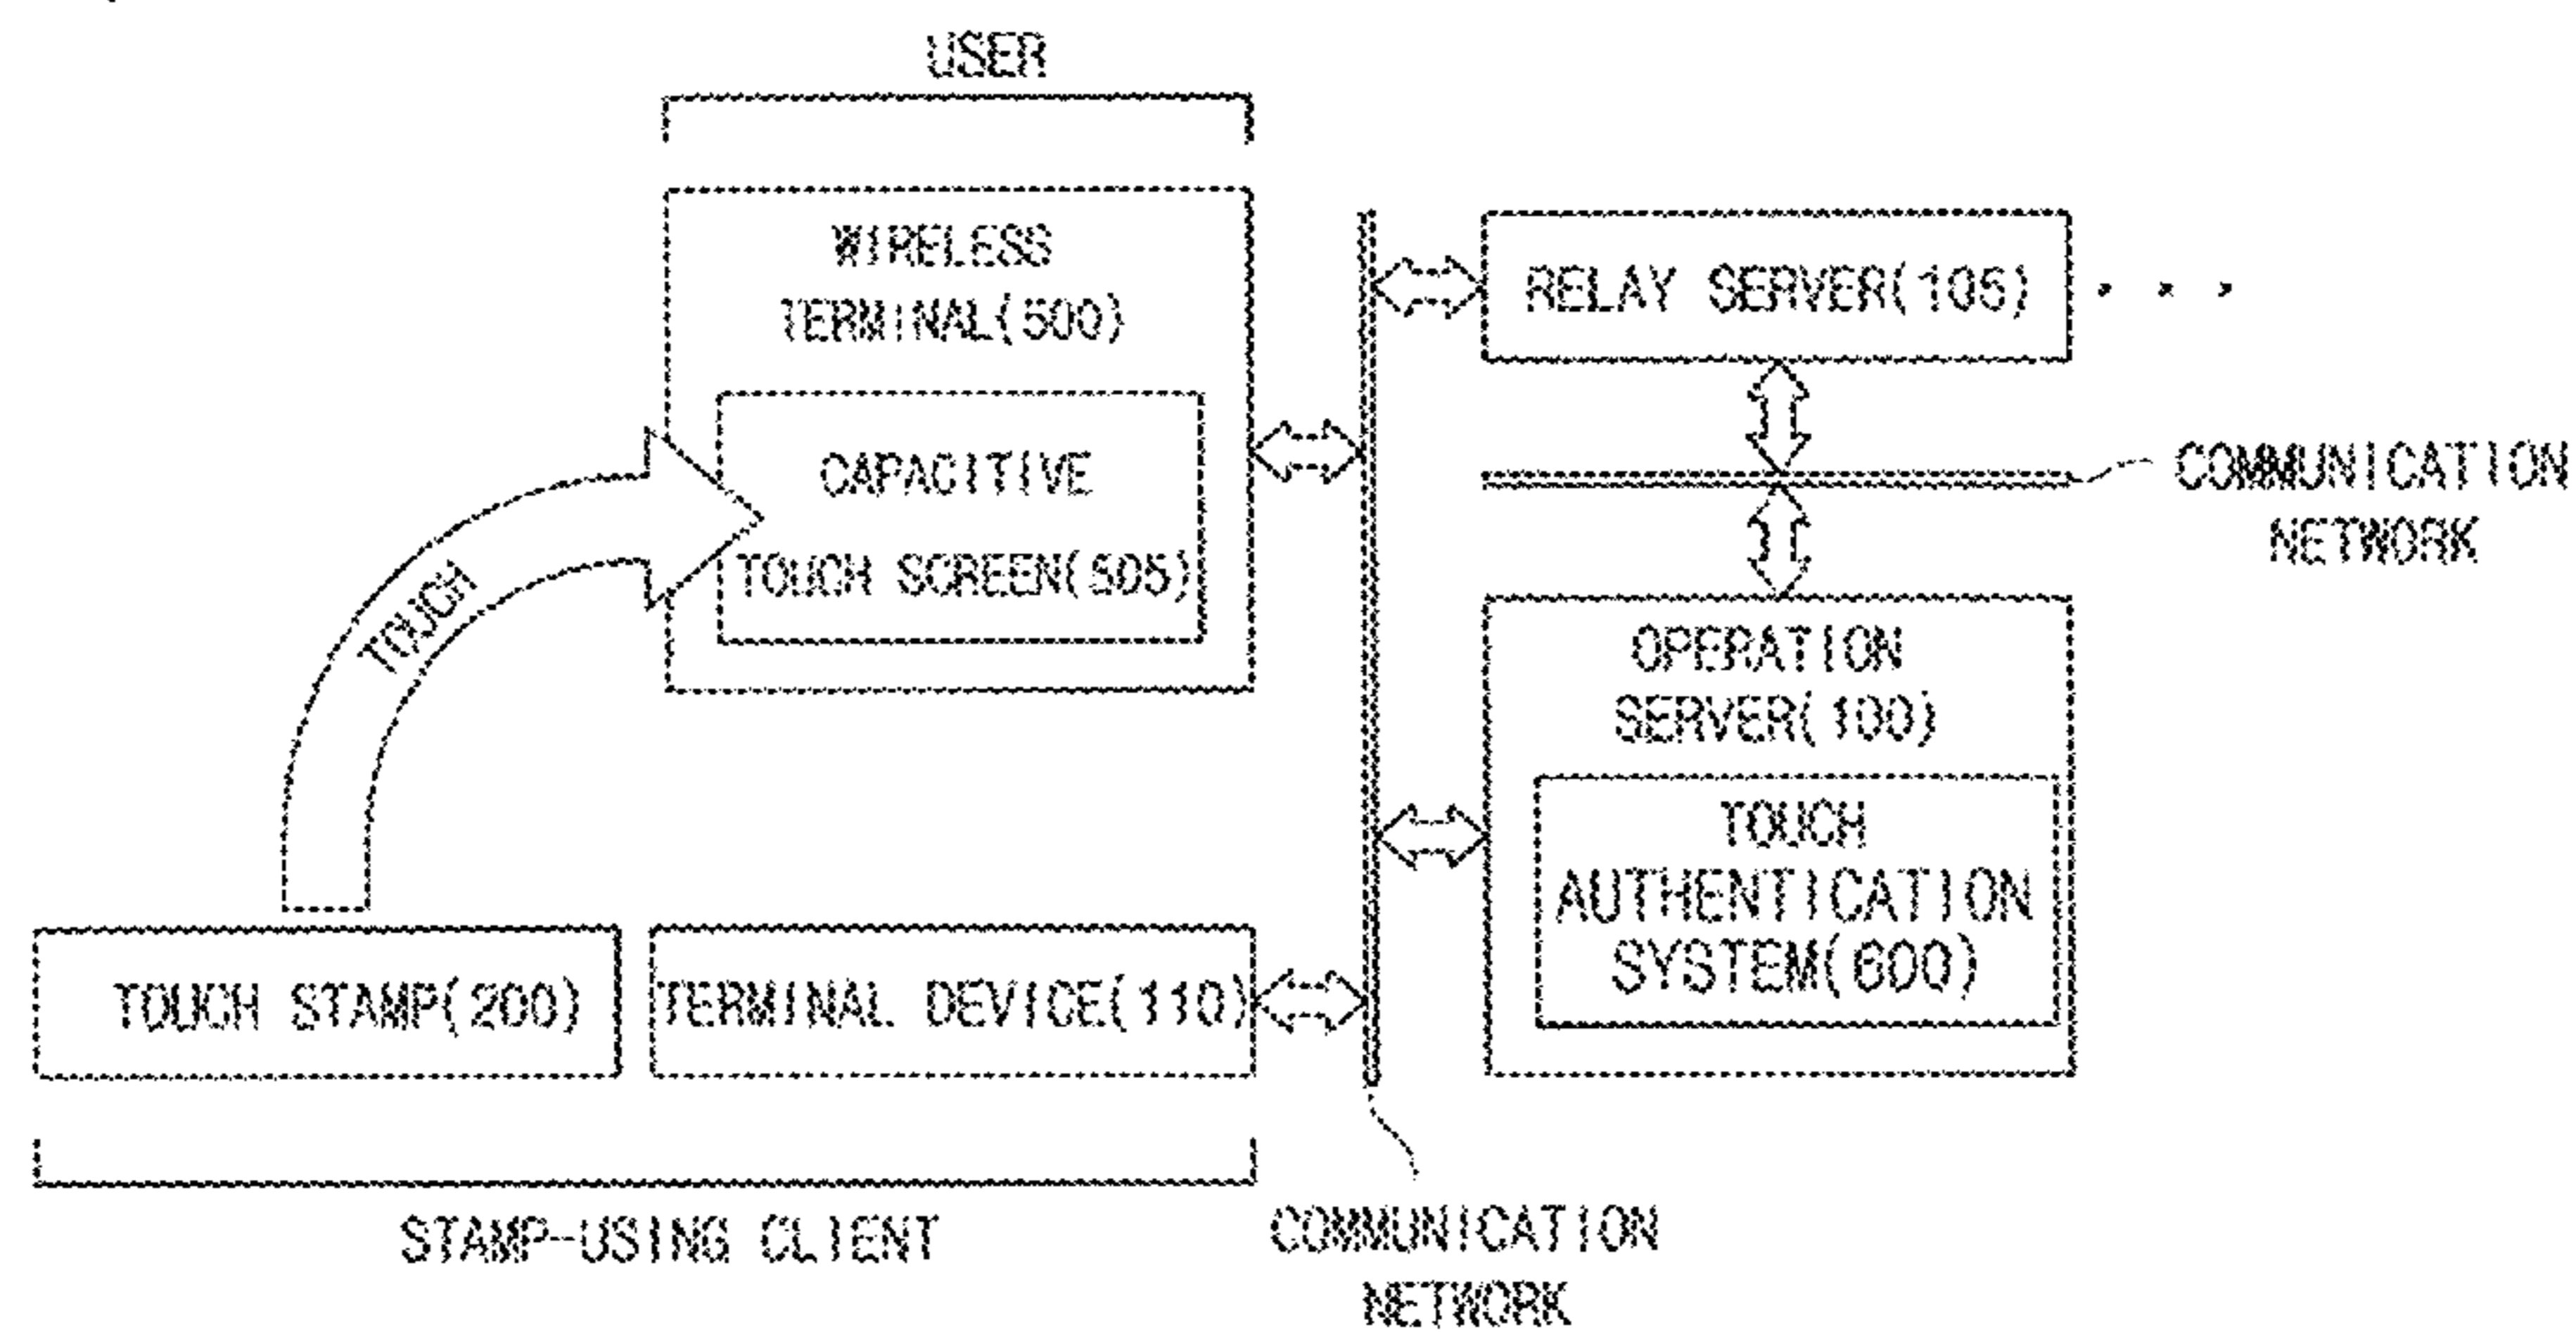 USER
WIRELESS
TERMINAL(500)
CAPACITIVE
TOUCH SCREEN(505)
TOUCH
RELAY SERVER(105)
COMMUNICATION
NETWORK
OPERATION
SERVER(100)
TOUCH
AUTHENTICATION
SYSTEM(600)
TOUCH STAMP(200)
TERMINAL DEVICE(110)
STAMP-USING CLIENT
COMMUNICATION
NETWORK